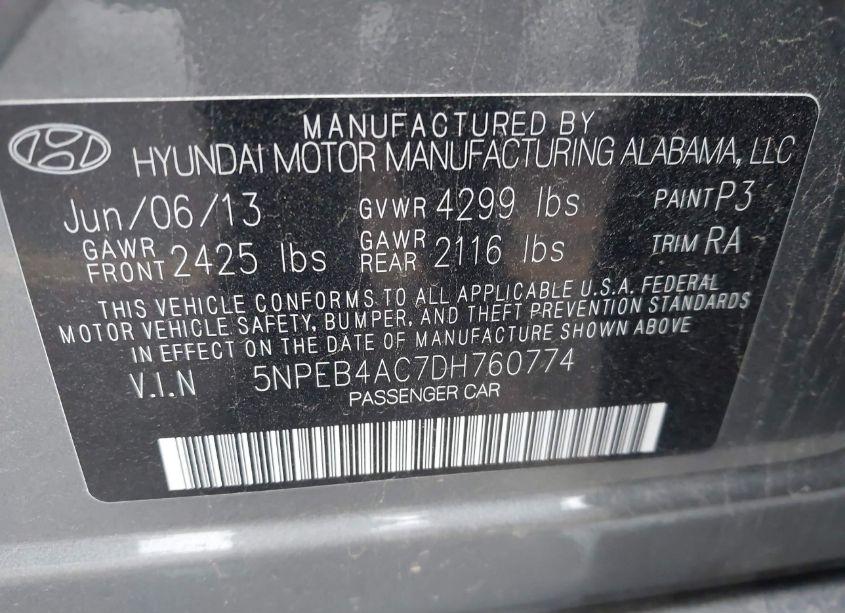 MANUFACTURED BY
HYUNDAI MOTOR MANUFACTURING ALABAMA, LLC
Jun/06/13 GVWR 4299 lbs PAINT P3
GAWR FRONT 2425 lbs GAWR REAR 2116 lbs TRIM RA
THIS VEHICLE CONFORMS TO ALL APPLICABLE U.S.A. FEDERAL
MOTOR VEHICLE SAFETY, BUMPER, AND THEFT PREVENTION STANDARDS
IN EFFECT ON THE DATE OF MANUFACTURE SHOWN ABOVE
V.I.N 5NPEB4AC7DH760774
PASSENGER CAR